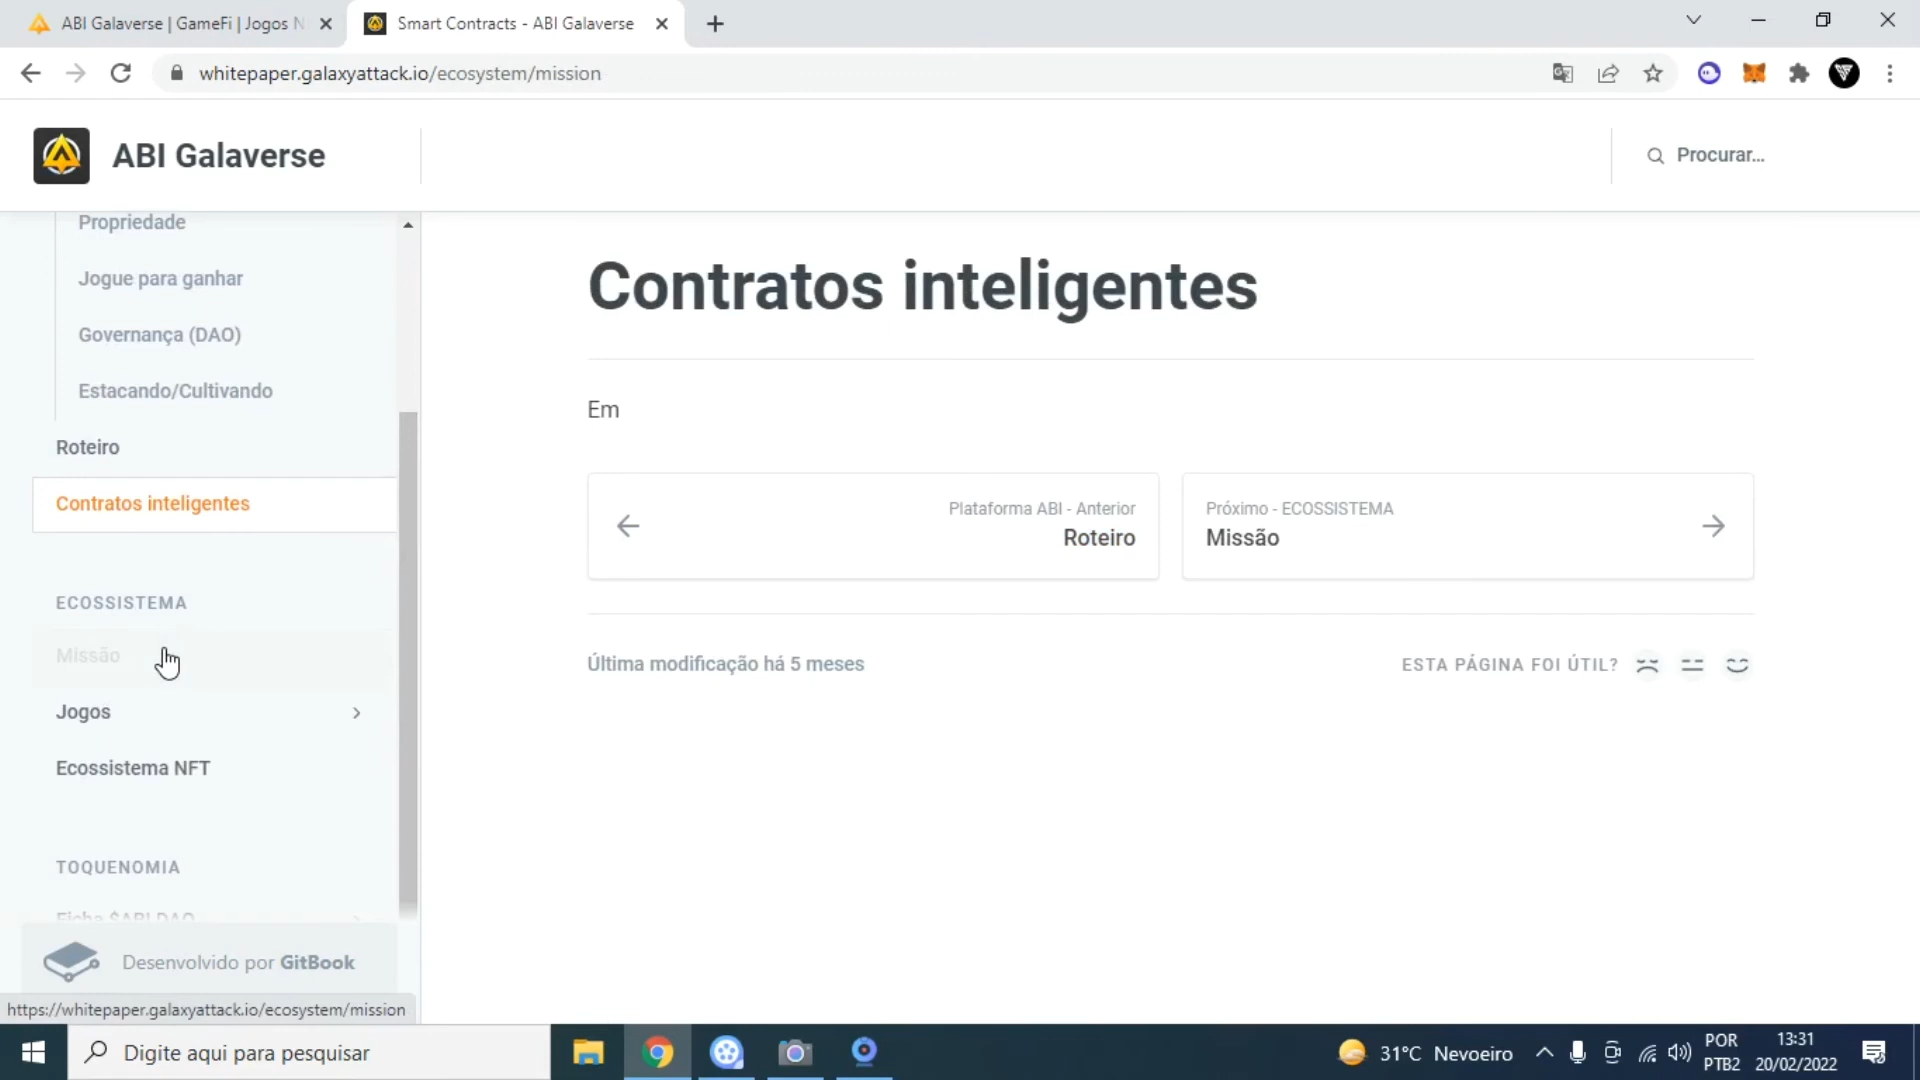 ABI Galaverse | GameFi | Jogos N
Smart Contracts - ABI Galaverse
whitepaper.galaxyattack.io/ecosystem/mission
ABI Galaverse
Procurar...
Propriedade
Jogue para ganhar
Governança (DAO)
Estacando/Cultivando
Roteiro
Contratos inteligentes
ECOSSISTEMA
Missão
Jogos
Ecossistema NFT
TOQUENOMIA
Ficha $ABI DAO
Desenvolvido por GitBook
Contratos inteligentes
Em
Plataforma ABI - Anterior
Roteiro
Próximo - ECOSSISTEMA
Missão
Última modificação há 5 meses
ESTA PÁGINA FOI ÚTIL?
https://whitepaper.galaxyattack.io/ecosystem/mission
Digite aqui para pesquisar
31°C Nevoeiro
POR
PTB2
13:31
20/02/2022